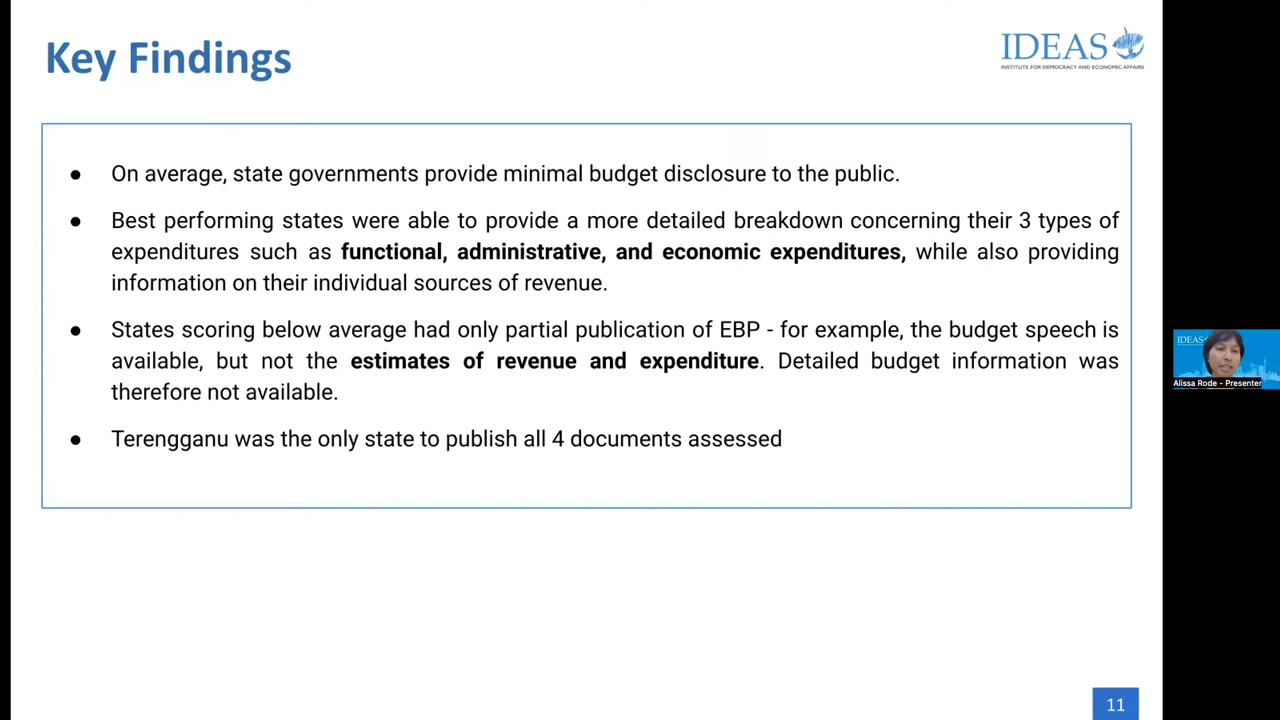 Key Findings
IDEAS
INSTITUTE FOR DEMOCRACY AND ECONOMIC AFFAIRS
● On average, state governments provide minimal budget disclosure to the public.
● Best performing states were able to provide a more detailed breakdown concerning their 3 types of
expenditures such as functional, administrative, and economic expenditures, while also providing
information on their individual sources of revenue.
● States scoring below average had only partial publication of EBP - for example, the budget speech is
available, but not the estimates of revenue and expenditure. Detailed budget information was
therefore not available.
● Terengganu was the only state to publish all 4 documents assessed
IDEAS
Alissa Rode - Presenter
11